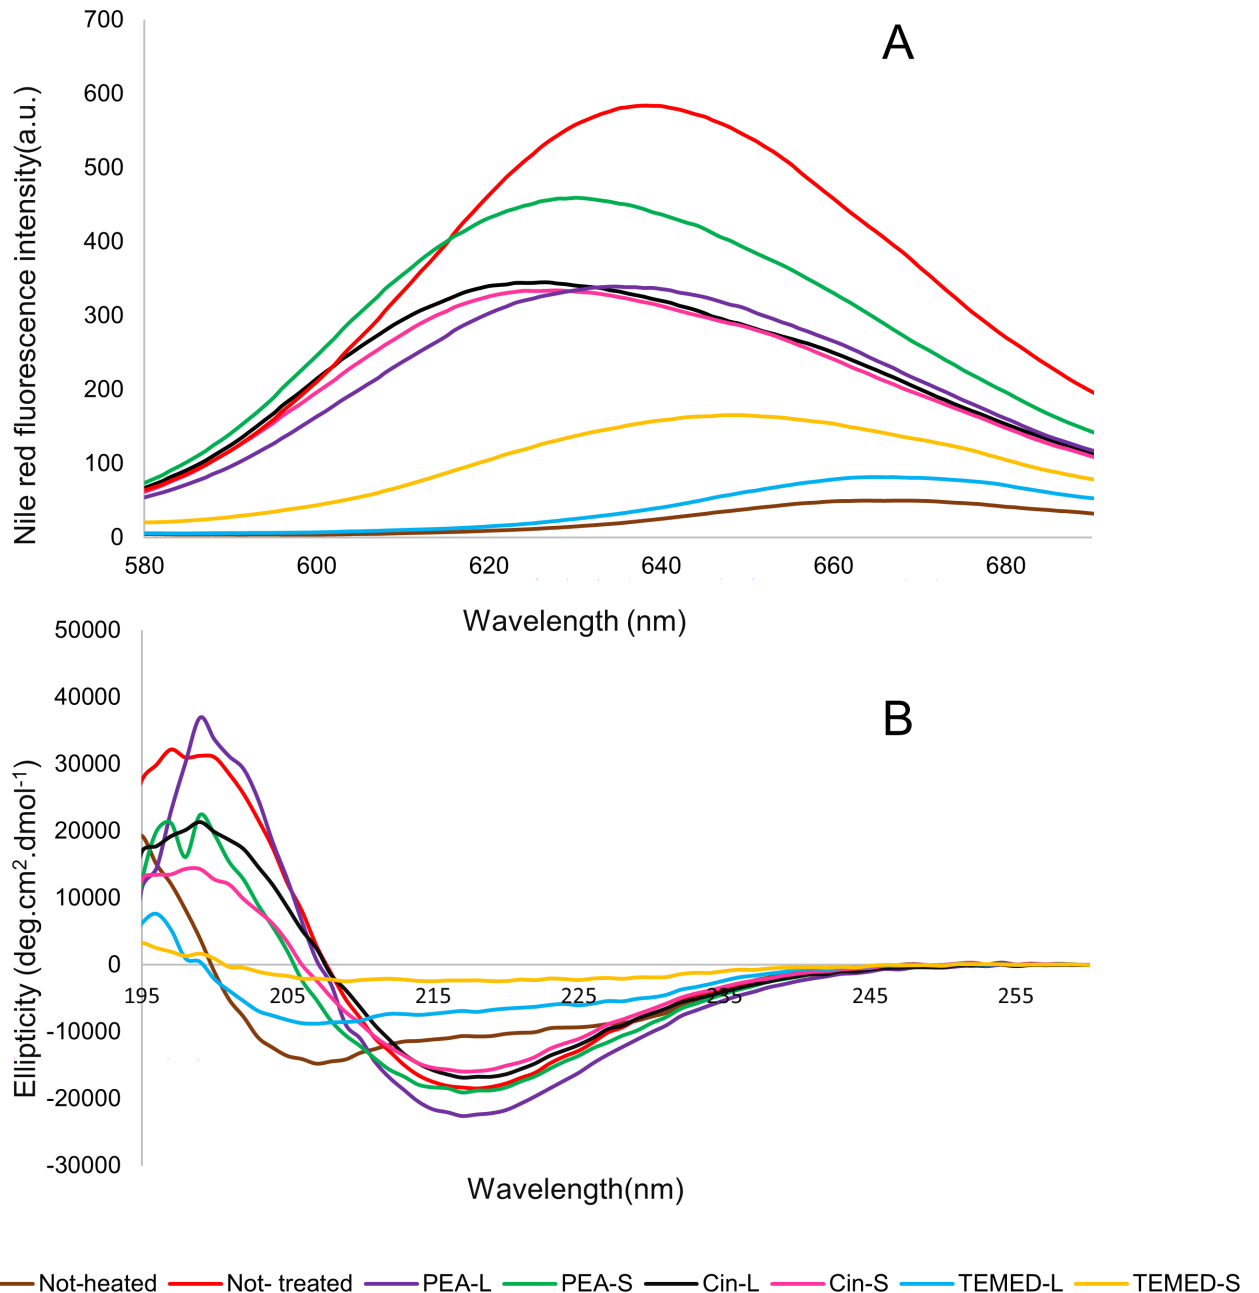 A
Nile red fluorescence intensity(a.u.)
700
600
500
400
300
200
100
0
580 600 620 640 660 680
Wavelength (nm)
B
Ellipticity (deg.cm².dmol⁻¹)
50000
40000
30000
20000
10000
0
-10000
-20000
-30000
195 205 215 225 235 245 255
Wavelength(nm)
Not-heated Not- treated PEA-L PEA-S Cin-L Cin-S TEMED-L TEMED-S